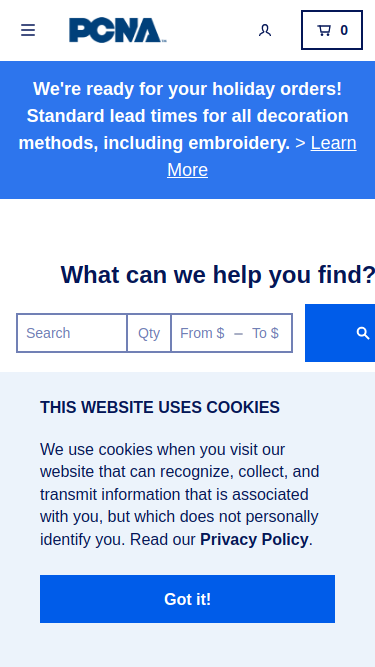 PCNA
0
We're ready for your holiday orders!
Standard lead times for all decoration
methods, including embroidery. > Learn
More
What can we help you find?
Search Qty From $ – To $
THIS WEBSITE USES COOKIES
We use cookies when you visit our
website that can recognize, collect, and
transmit information that is associated
with you, but which does not personally
identify you. Read our Privacy Policy.
Got it!